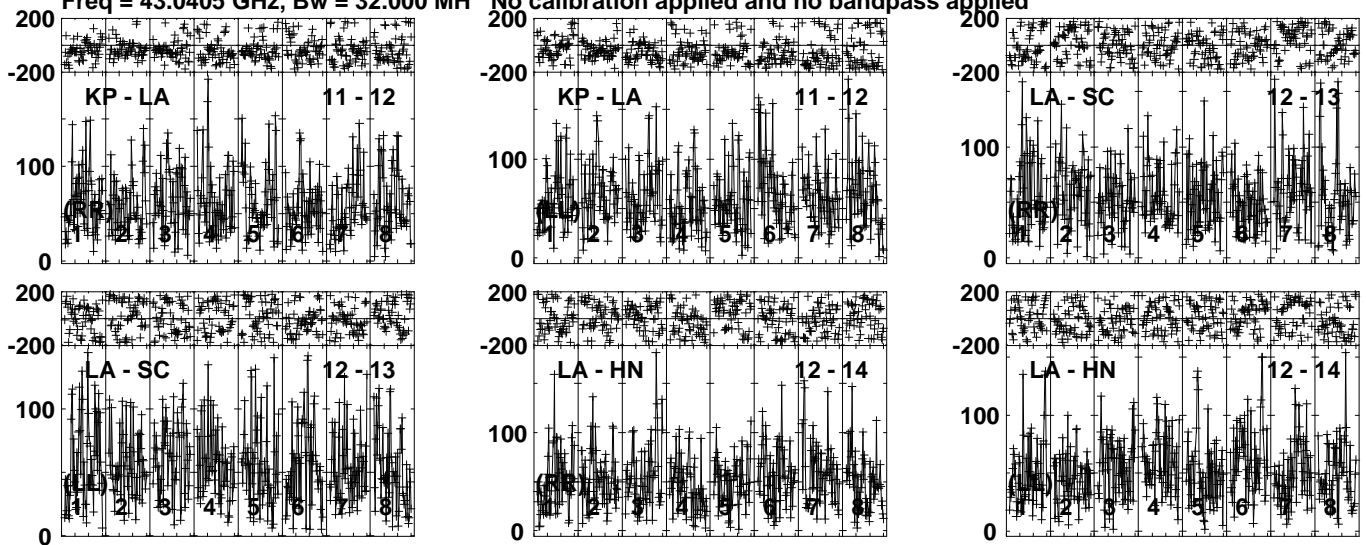 Freq = 43.0405 GHz, Bw = 32.000 MH No calibration applied and no bandpass applied
200
-200
KP - LA 11 - 12
100
(RR)
1 2 3 4 5 6 7 8
0
KP - LA 11 - 12
100
(LL)
1 2 3 4 5 6 7 8
0
200
-200
LA - SC 12 - 13
100
(RR)
1 2 3 4 5 6 7 8
0
200
-200
LA - SC 12 - 13
100
(LL)
1 2 3 4 5 6 7 8
0
LA - HN 12 - 14
100
(RR)
1 2 3 4 5 6 7 8
0
200
-200
LA - HN 12 - 14
100
(LL)
1 2 3 4 5 6 7 8
0